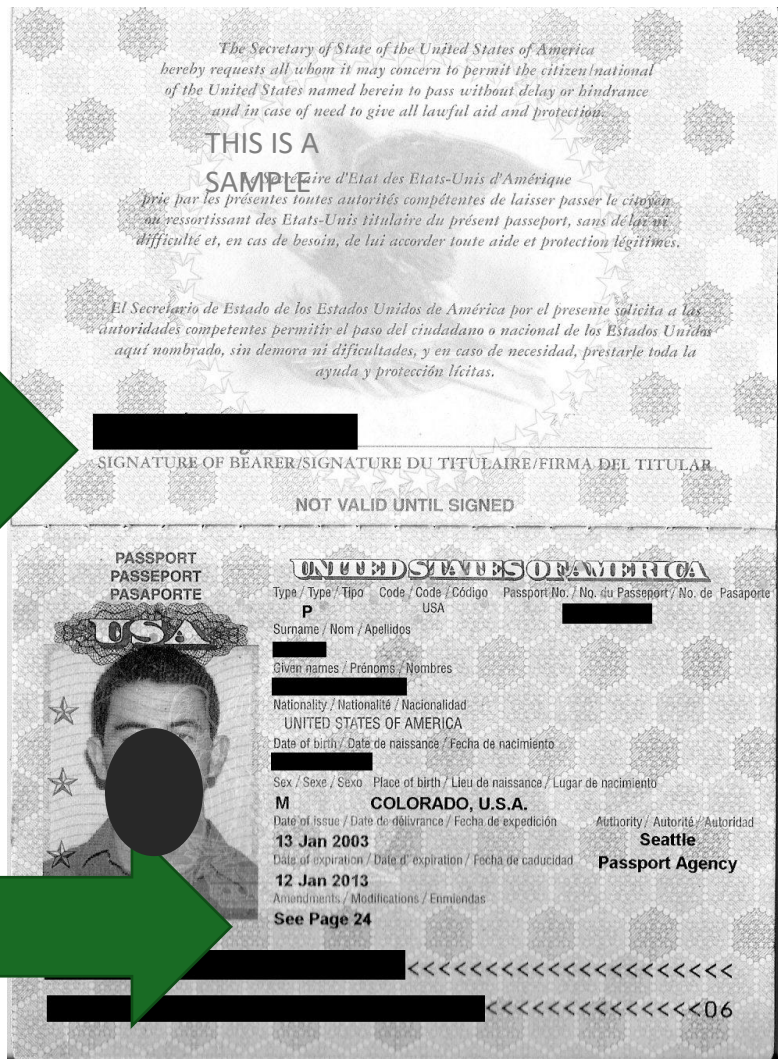 The Secretary of State of the United States of America
hereby requests all whom it may concern to permit the citizen/national
of the United States named herein to pass without delay or hindrance
and in case of need to give all lawful aid and protection.
THIS IS A
SAMPLE
Le Secrétaire d'Etat des Etats-Unis d'Amérique
prie par les présentes toutes autorités compétentes de laisser passer le citoyen
ou ressortissant des Etats-Unis titulaire du présent passeport, sans délai ni
difficulté et, en cas de besoin, de lui accorder toute aide et protection légitimes.
El Secretario de Estado de los Estados Unidos de América por el presente solicita a las
autoridades competentes permitir el paso del ciudadano o nacional de los Estados Unidos
aquí nombrado, sin demora ni dificultades, y en caso de necesidad, prestarle toda la
ayuda y protección lícitas.
SIGNATURE OF BEARER/SIGNATURE DU TITULAIRE/FIRMA DEL TITULAR
NOT VALID UNTIL SIGNED
PASSPORT
PASSEPORT
PASAPORTE
USA
UNITED STATES OF AMERICA
Type / Type / Tipo Code / Code / Código Passport No. / No. du Passeport / No. de Pasaporte
P USA
Surname / Nom / Apellidos
Given names / Prénoms / Nombres
Nationality / Nationalité / Nacionalidad
UNITED STATES OF AMERICA
Date of birth / Date de naissance / Fecha de nacimiento
Sex / Sexe / Sexo Place of birth / Lieu de naissance / Lugar de nacimiento
M COLORADO, U.S.A.
Date of issue / Date de délivrance / Fecha de expedición Authority / Autorité / Autoridad
13 Jan 2003 Seattle
Date of expiration / Date d' expiration / Fecha de caducidad Passport Agency
12 Jan 2013
Amendments / Modifications / Enmiendas
See Page 24
<<<<<<<<<<<<<<<<<<<<<
<<<<<<<<<<<<<<06